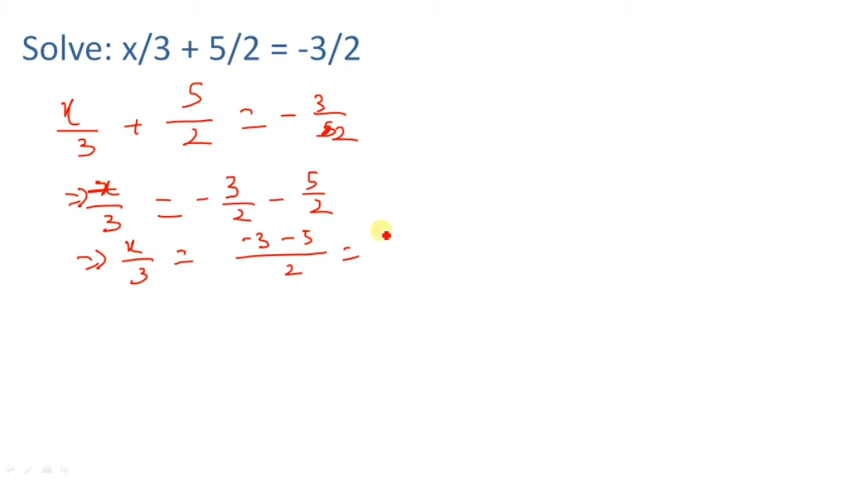 Solve: x/3 + 5/2 = -3/2
x/3 + 5/2 = - 3/2
⇒ x/3 = - 3/2 - 5/2
⇒ x/3 = (-3 - 5)/2 =